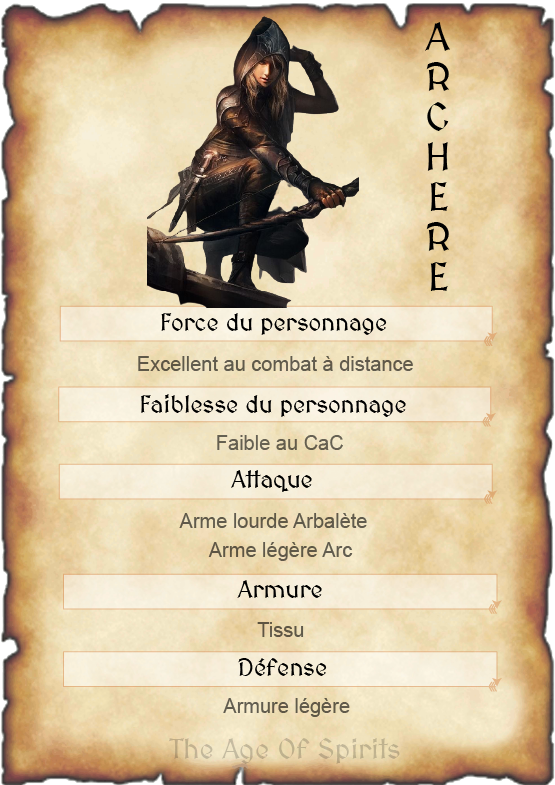 ARCHERE
Force du personnage
Excellent au combat à distance
Faiblesse du personnage
Faible au CaC
Attaque
Arme lourde Arbalète
Arme légère Arc
Armure
Tissu
Défense
Armure légère
The Age Of Spirits